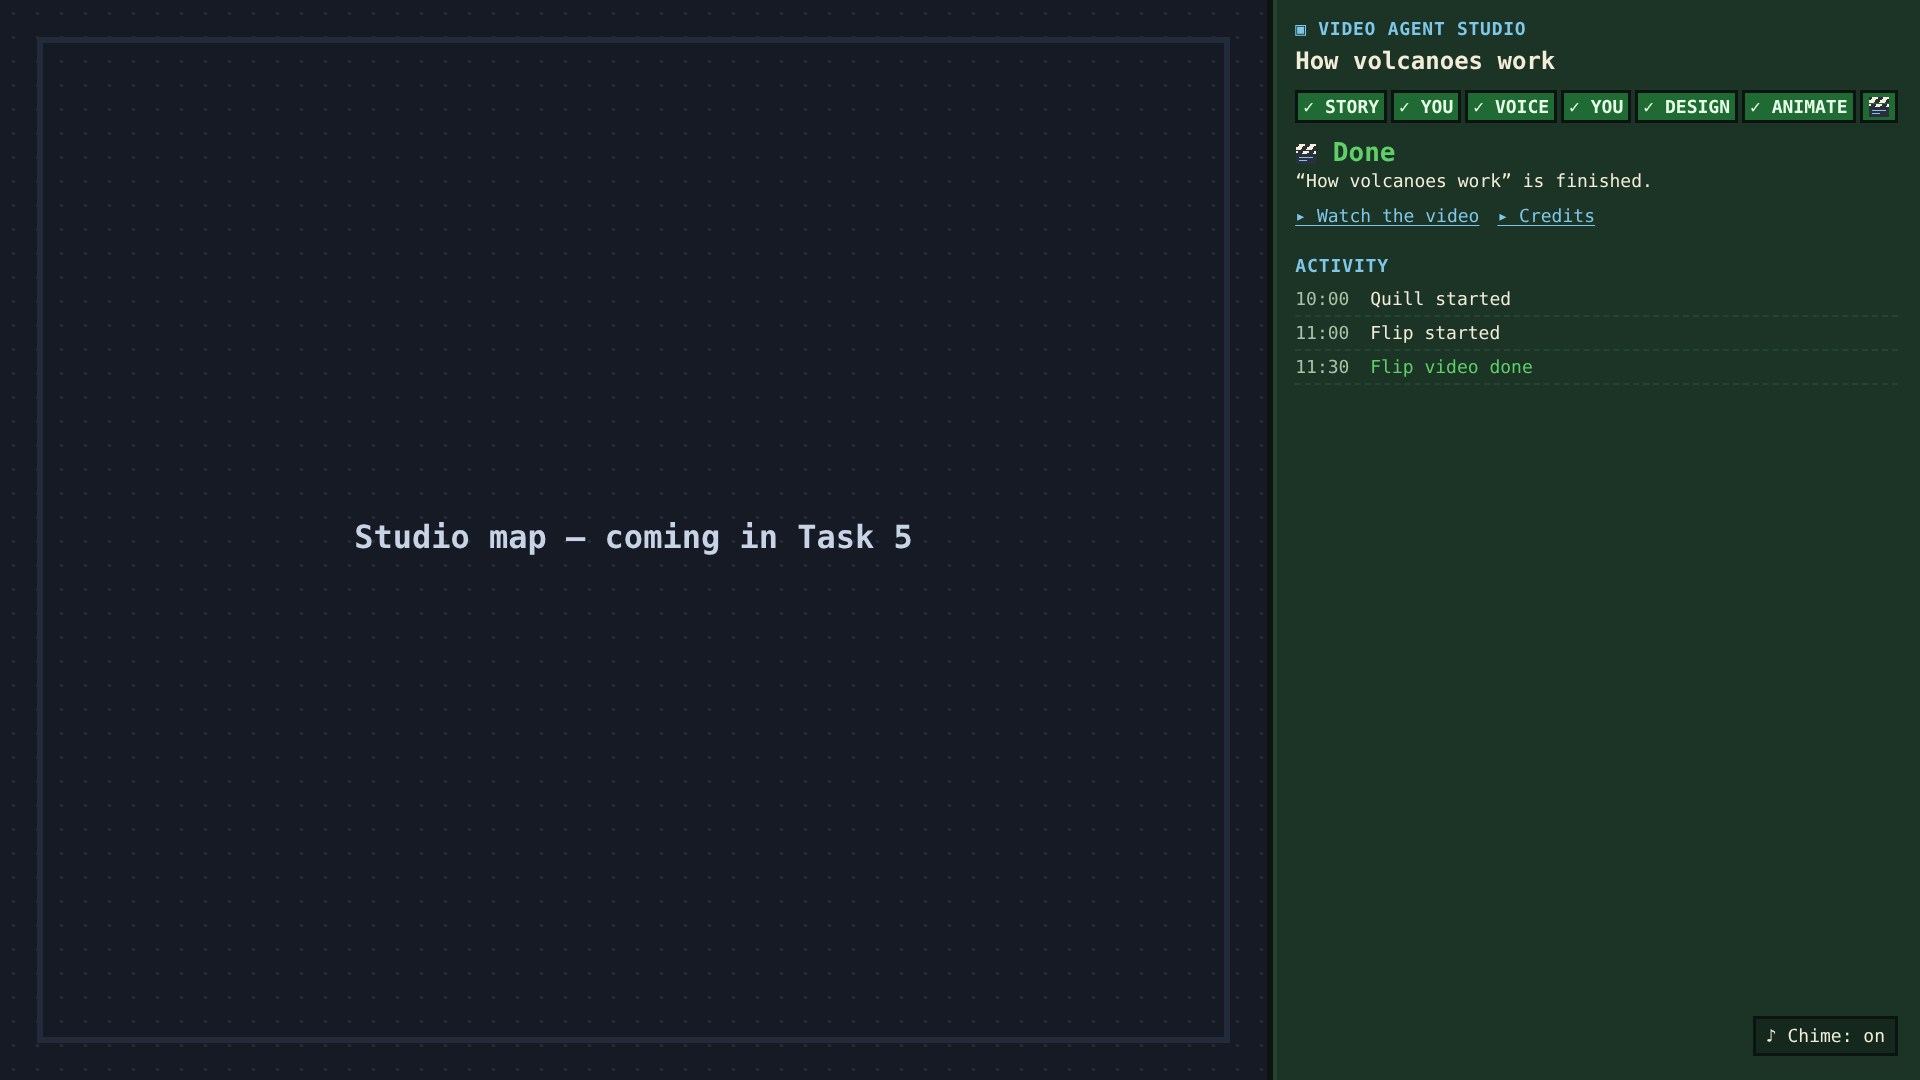 Studio map — coming in Task 5
▣ VIDEO AGENT STUDIO
How volcanoes work
✓ STORY ✓ YOU ✓ VOICE ✓ YOU ✓ DESIGN ✓ ANIMATE 🎬
🎬 Done
“How volcanoes work” is finished.
▸ Watch the video ▸ Credits
ACTIVITY
10:00 Quill started
11:00 Flip started
11:30 Flip video done
♪ Chime: on